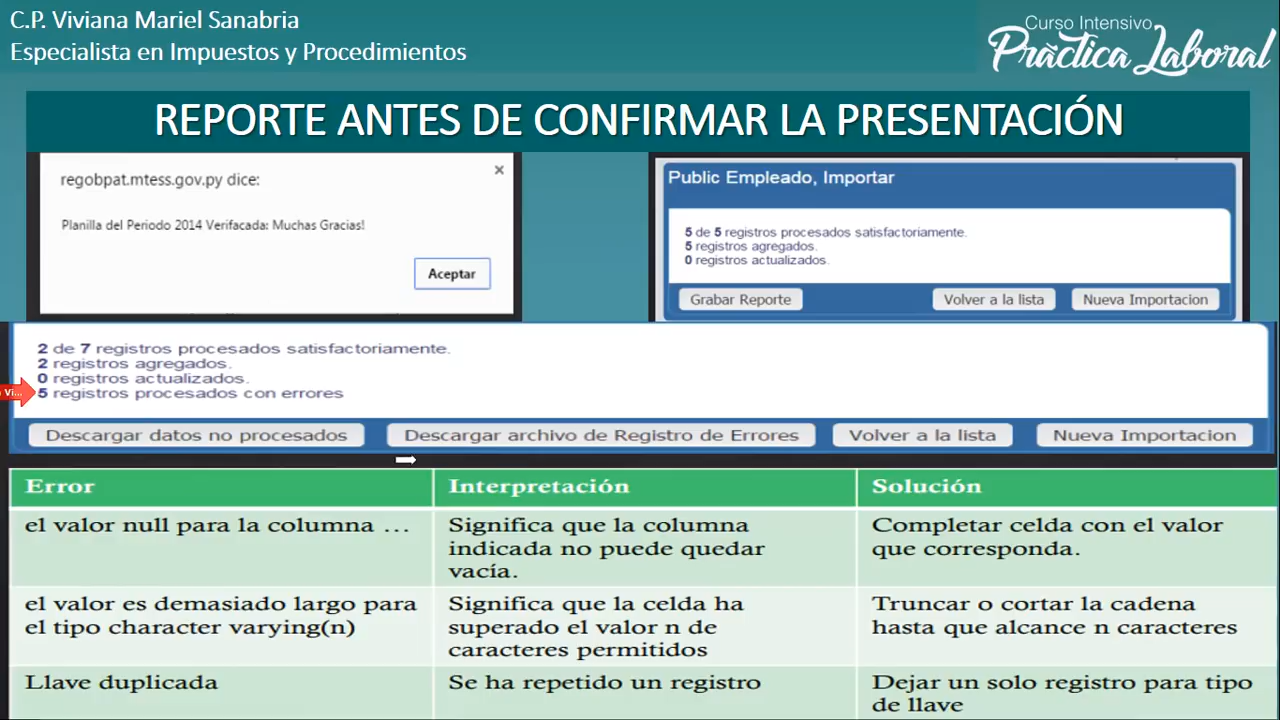 C.P. Viviana Mariel Sanabria
Especialista en Impuestos y Procedimientos
Curso Intensivo
Pràctica Laboral
REPORTE ANTES DE CONFIRMAR LA PRESENTACIÓN
regobpat.mtess.gov.py dice:
Planilla del Periodo 2014 Verifacada: Muchas Gracias!
Aceptar
Public Empleado, Importar
5 de 5 registros procesados satisfactoriamente.
5 registros agregados.
0 registros actualizados.
Grabar Reporte
Volver a la lista
Nueva Importacion
2 de 7 registros procesados satisfactoriamente.
2 registros agregados.
0 registros actualizados.
5 registros procesados con errores
Vi...
Descargar datos no procesados
Descargar archivo de Registro de Errores
Volver a la lista
Nueva Importacion
Error
Interpretación
Solución
el valor null para la columna ...
Significa que la columna
indicada no puede quedar
vacía.
Completar celda con el valor
que corresponda.
el valor es demasiado largo para
el tipo character varying(n)
Significa que la celda ha
superado el valor n de
caracteres permitidos
Truncar o cortar la cadena
hasta que alcance n caracteres
Llave duplicada
Se ha repetido un registro
Dejar un solo registro para tipo
de llave